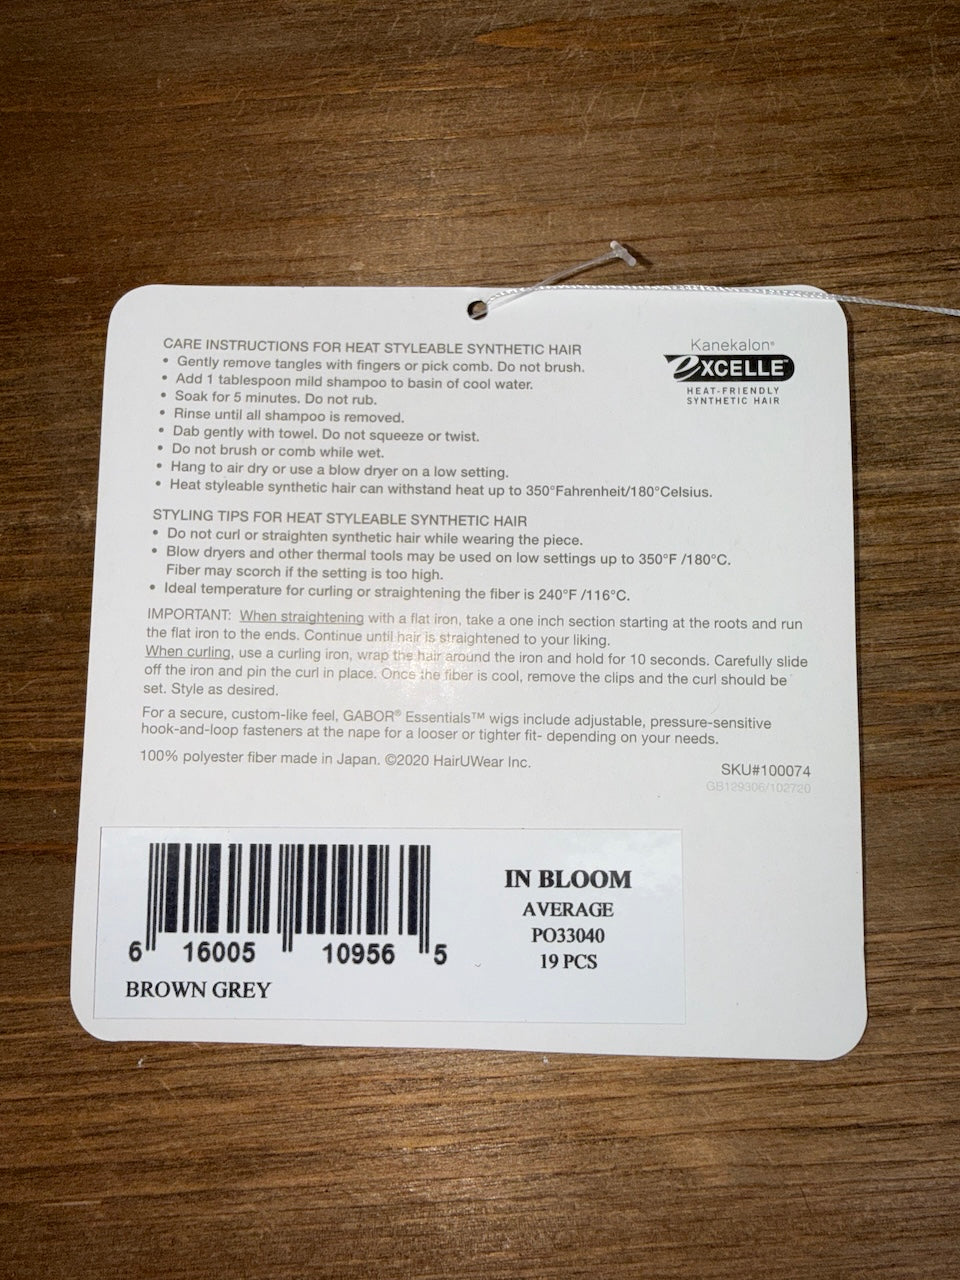 CARE INSTRUCTIONS FOR HEAT STYLEABLE SYNTHETIC HAIR
• Gently remove tangles with fingers or pick comb. Do not brush.
• Add 1 tablespoon mild shampoo to basin of cool water.
• Soak for 5 minutes. Do not rub.
• Rinse until all shampoo is removed.
• Dab gently with towel. Do not squeeze or twist.
• Do not brush or comb while wet.
• Hang to air dry or use a blow dryer on a low setting.
• Heat styleable synthetic hair can withstand heat up to 350°Fahrenheit/180°Celsius.
Kanekalon®
eXCELLE™
HEAT-FRIENDLY
SYNTHETIC HAIR
STYLING TIPS FOR HEAT STYLEABLE SYNTHETIC HAIR
• Do not curl or straighten synthetic hair while wearing the piece.
• Blow dryers and other thermal tools may be used on low settings up to 350°F /180°C.
Fiber may scorch if the setting is too high.
• Ideal temperature for curling or straightening the fiber is 240°F /116°C.
IMPORTANT: When straightening with a flat iron, take a one inch section starting at the roots and run
the flat iron to the ends. Continue until hair is straightened to your liking.
When curling, use a curling iron, wrap the hair around the iron and hold for 10 seconds. Carefully slide
off the iron and pin the curl in place. Once the fiber is cool, remove the clips and the curl should be
set. Style as desired.
For a secure, custom-like feel, GABOR® Essentials™ wigs include adjustable, pressure-sensitive
hook-and-loop fasteners at the nape for a looser or tighter fit- depending on your needs.
100% polyester fiber made in Japan. ©2020 HairUWear Inc.
SKU#100074
GB129306/102720
6 16005 10956 5
BROWN GREY
IN BLOOM
AVERAGE
PO33040
19 PCS